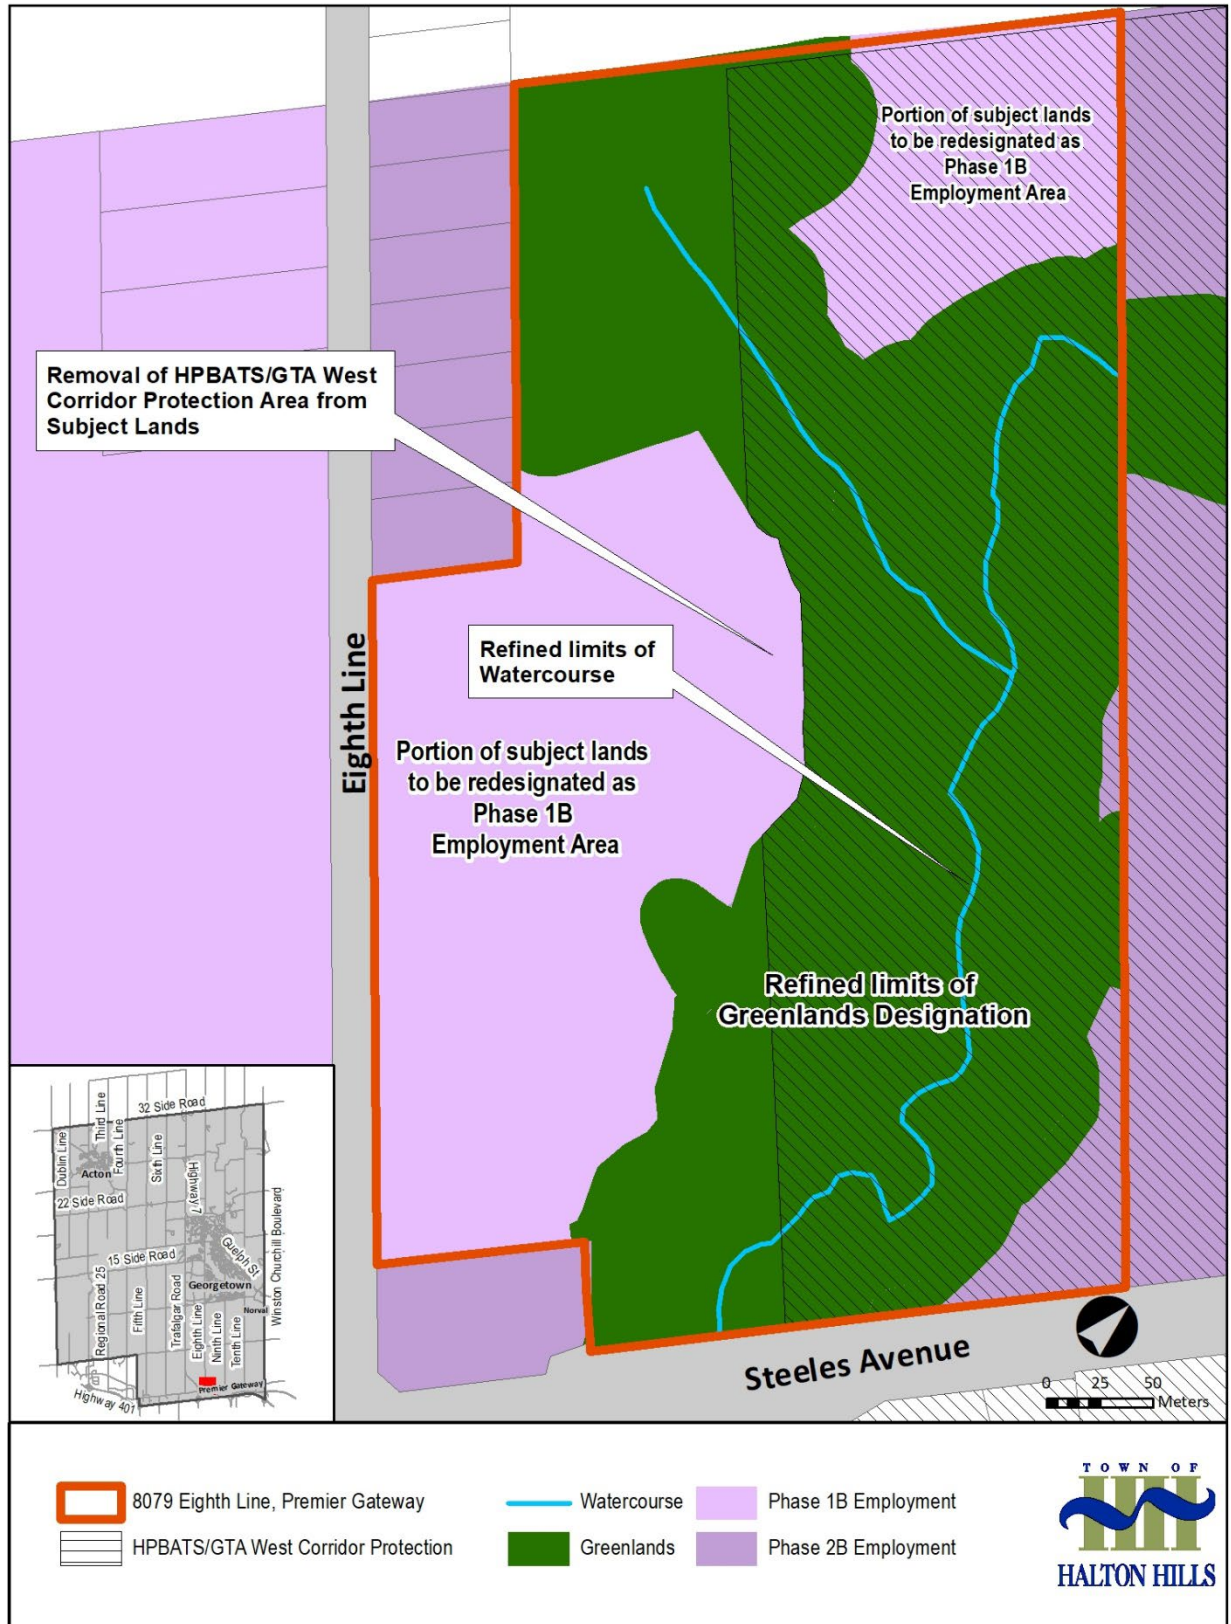 Portion of subject lands
to be redesignated as
Phase 1B
Employment Area
Removal of HPBATS/GTA West
Corridor Protection Area from
Subject Lands
Refined limits of
Watercourse
Eighth Line
Portion of subject lands
to be redesignated as
Phase 1B
Employment Area
Refined limits of
Greenlands Designation
Steeles Avenue
0 25 50
Meters
32 Side Road
Dublin Line
Third Line
Fourth Line
Sixth Line
Highway 7
Acton
22 Side Road
15 Side Road
Guelph St
Georgetown
Norval
Winston Churchill Boulevard
Regional Road 25
Fifth Line
Trafalgar Road
Eighth Line
Ninth Line
Tenth Line
Premier Gateway
Highway 401
8079 Eighth Line, Premier Gateway
HPBATS/GTA West Corridor Protection
Watercourse
Greenlands
Phase 1B Employment
Phase 2B Employment
TOWN OF
HALTON HILLS